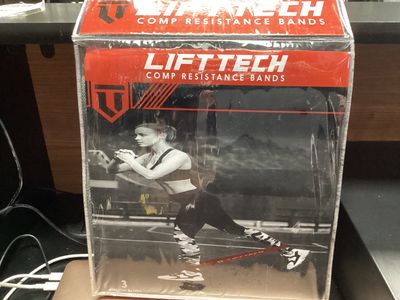 LIFTTECH
COMP RESISTANCE BANDS
LIFTTECH
COMP RESISTANCE BANDS
3